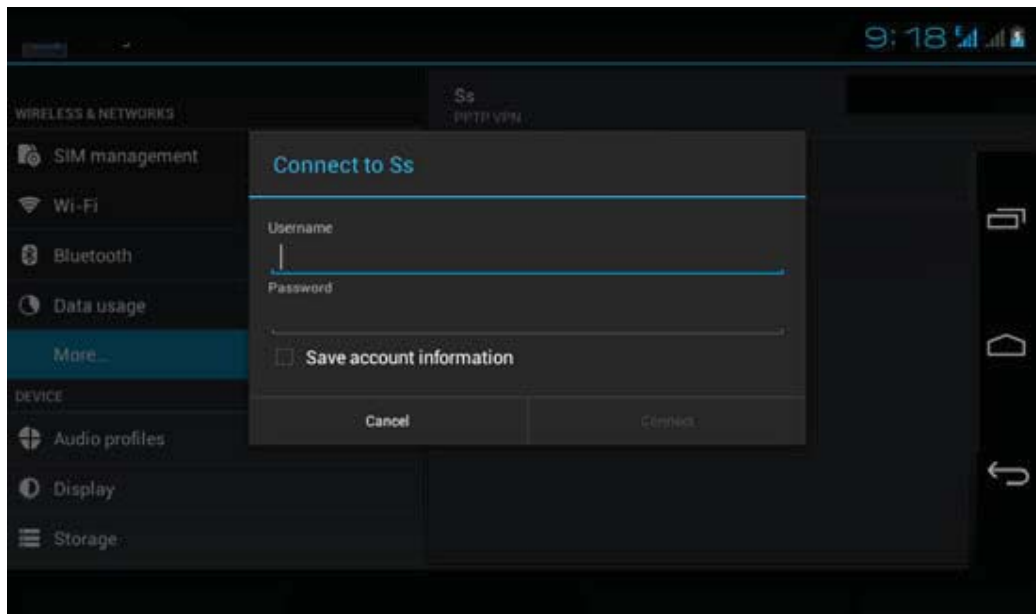 9:18
Ss
PPTP VPN
WIRELESS & NETWORKS
SIM management
Wi-Fi
Bluetooth
Data usage
More...
DEVICE
Audio profiles
Display
Storage
Connect to Ss
Username
Password
Save account information
Cancel
Connect